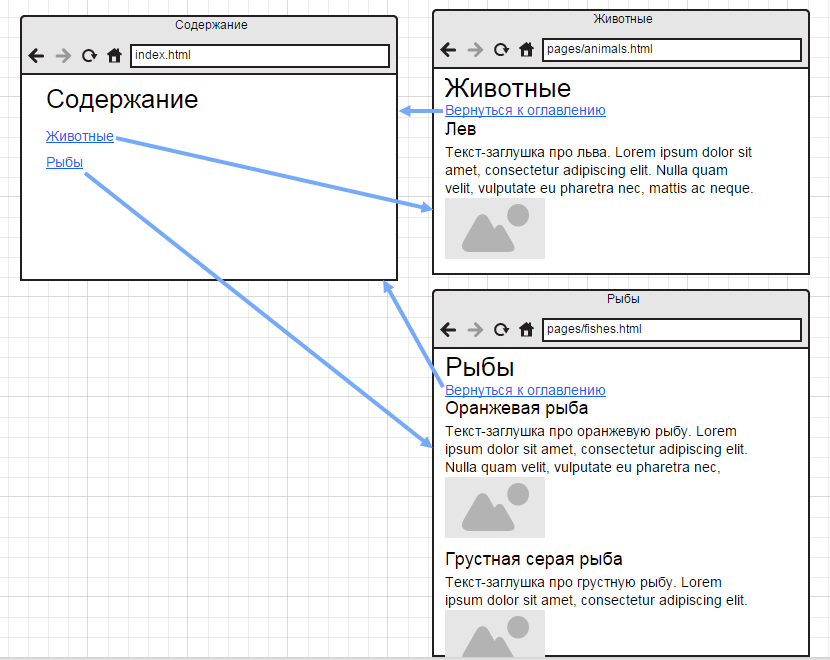 Содержание
index.html
Содержание
Животные
Рыбы
Животные
pages/animals.html
Животные
Вернуться к оглавлению
Лев
Текст-заглушка про льва. Lorem ipsum dolor sit
amet, consectetur adipiscing elit. Nulla quam
velit, vulputate eu pharetra nec, mattis ac neque.
Рыбы
pages/fishes.html
Рыбы
Вернуться к оглавлению
Оранжевая рыба
Текст-заглушка про оранжевую рыбу. Lorem
ipsum dolor sit amet, consectetur adipiscing elit.
Nulla quam velit, vulputate eu pharetra nec,
Грустная серая рыба
Текст-заглушка про грустную рыбу. Lorem
ipsum dolor sit amet, consectetur adipiscing elit.